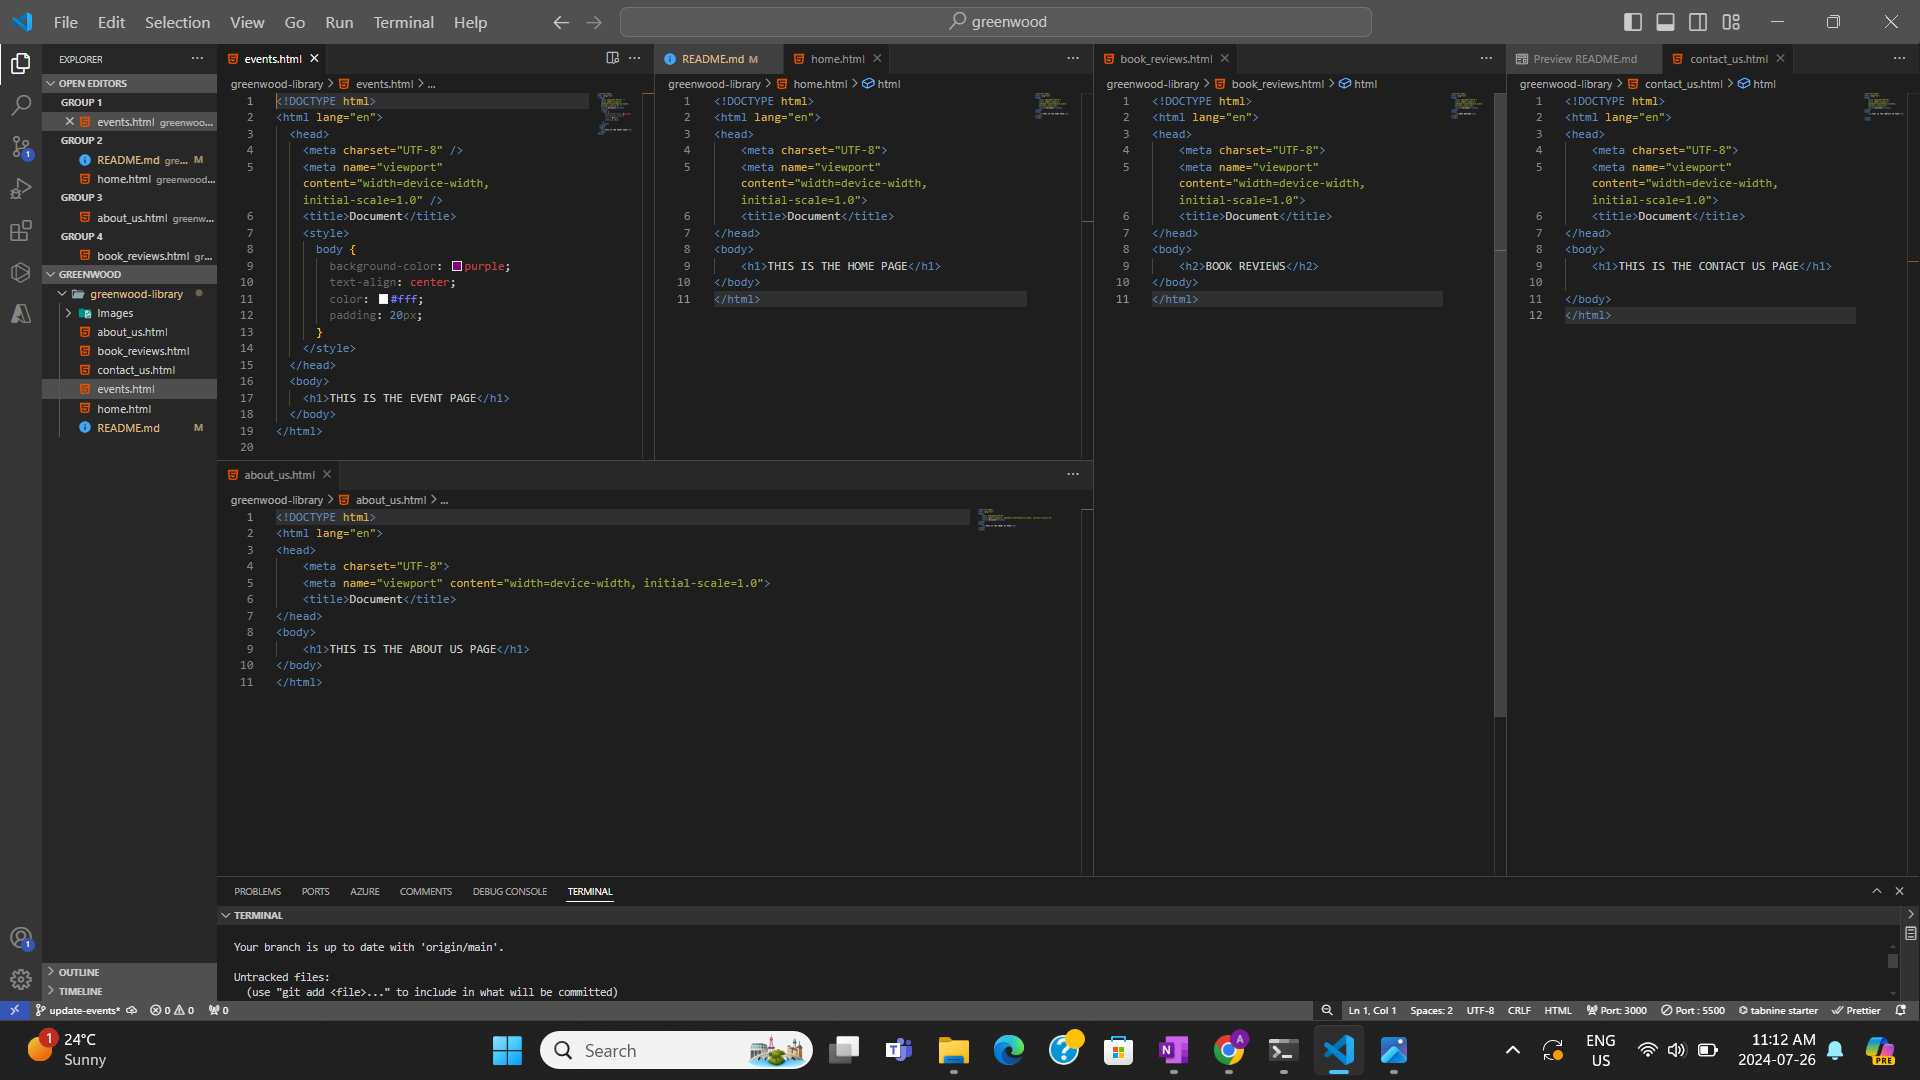 File Edit Selection View Go Run Terminal Help
greenwood
EXPLORER
OPEN EDITORS
GROUP 1
events.html greenwoo...
GROUP 2
README.md gre... M
home.html greenwood...
GROUP 3
about_us.html greenw...
GROUP 4
book_reviews.html gr...
GREENWOOD
greenwood-library
Images
about_us.html
book_reviews.html
contact_us.html
events.html
home.html
README.md M
OUTLINE
TIMELINE
events.html
greenwood-library > events.html > ...
1 <!DOCTYPE html>
2 <html lang="en">
3 <head>
4 <meta charset="UTF-8" />
5 <meta name="viewport"
content="width=device-width,
initial-scale=1.0" />
6 <title>Document</title>
7 <style>
8 body {
9 background-color: purple;
10 text-align: center;
11 color: #fff;
12 padding: 20px;
13 }
14 </style>
15 </head>
16 <body>
17 <h1>THIS IS THE EVENT PAGE</h1>
18 </body>
19 </html>
20
README.md M home.html
greenwood-library > home.html > html
1 <!DOCTYPE html>
2 <html lang="en">
3 <head>
4 <meta charset="UTF-8">
5 <meta name="viewport"
content="width=device-width,
initial-scale=1.0">
6 <title>Document</title>
7 </head>
8 <body>
9 <h1>THIS IS THE HOME PAGE</h1>
10 </body>
11 </html>
book_reviews.html
greenwood-library > book_reviews.html > html
1 <!DOCTYPE html>
2 <html lang="en">
3 <head>
4 <meta charset="UTF-8">
5 <meta name="viewport"
content="width=device-width,
initial-scale=1.0">
6 <title>Document</title>
7 </head>
8 <body>
9 <h2>BOOK REVIEWS</h2>
10 </body>
11 </html>
Preview README.md contact_us.html
greenwood-library > contact_us.html > html
1 <!DOCTYPE html>
2 <html lang="en">
3 <head>
4 <meta charset="UTF-8">
5 <meta name="viewport"
content="width=device-width,
initial-scale=1.0">
6 <title>Document</title>
7 </head>
8 <body>
9 <h1>THIS IS THE CONTACT US PAGE</h1>
10
11 </body>
12 </html>
about_us.html
greenwood-library > about_us.html > ...
1 <!DOCTYPE html>
2 <html lang="en">
3 <head>
4 <meta charset="UTF-8">
5 <meta name="viewport" content="width=device-width, initial-scale=1.0">
6 <title>Document</title>
7 </head>
8 <body>
9 <h1>THIS IS THE ABOUT US PAGE</h1>
10 </body>
11 </html>
PROBLEMS PORTS AZURE COMMENTS DEBUG CONSOLE TERMINAL
TERMINAL
Your branch is up to date with 'origin/main'.
Untracked files:
(use "git add <file>..." to include in what will be committed)
update-events* 0 0 0 Ln 1, Col 1 Spaces: 2 UTF-8 CRLF HTML Port: 3000 Port : 5500 tabnine starter Prettier
1 24°C
Sunny
Search
A
ENG
US
11:12 AM
2024-07-26
PRE